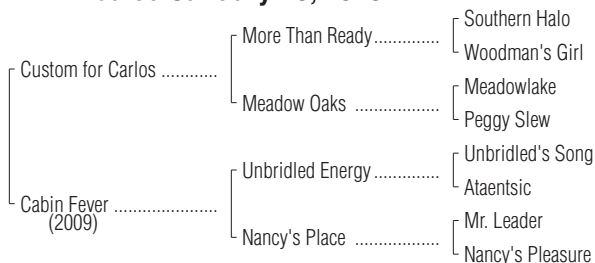 Custom for Carlos ............
More Than Ready..............
Southern Halo
Woodman's Girl
Meadow Oaks ..................
Meadowlake
Peggy Slew
Cabin Fever ......................
(2009)
Unbridled Energy..............
Unbridled's Song
Ataentsic
Nancy's Place ..................
Mr. Leader
Nancy's Pleasure